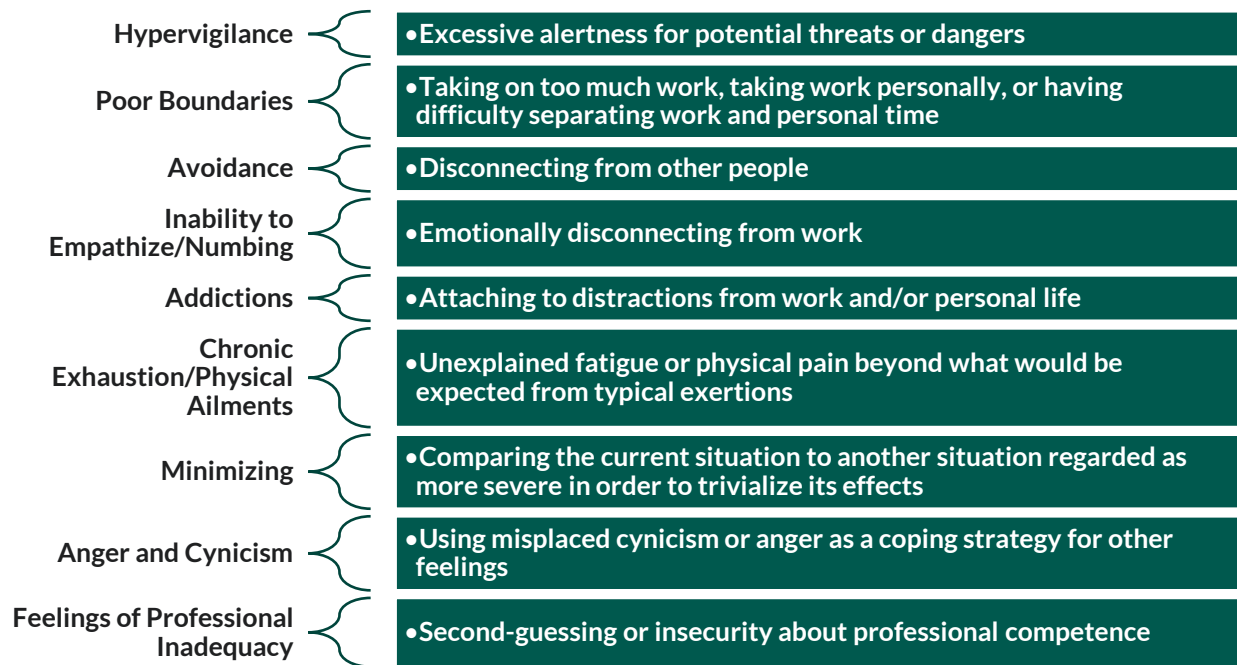 Hypervigilance
•Excessive alertness for potential threats or dangers
Poor Boundaries
•Taking on too much work, taking work personally, or having
difficulty separating work and personal time
Avoidance
•Disconnecting from other people
Inability to
Empathize/Numbing
•Emotionally disconnecting from work
Addictions
•Attaching to distractions from work and/or personal life
Chronic
Exhaustion/Physical
Ailments
•Unexplained fatigue or physical pain beyond what would be
expected from typical exertions
Minimizing
•Comparing the current situation to another situation regarded as
more severe in order to trivialize its effects
Anger and Cynicism
•Using misplaced cynicism or anger as a coping strategy for other
feelings
Feelings of Professional
Inadequacy
•Second-guessing or insecurity about professional competence